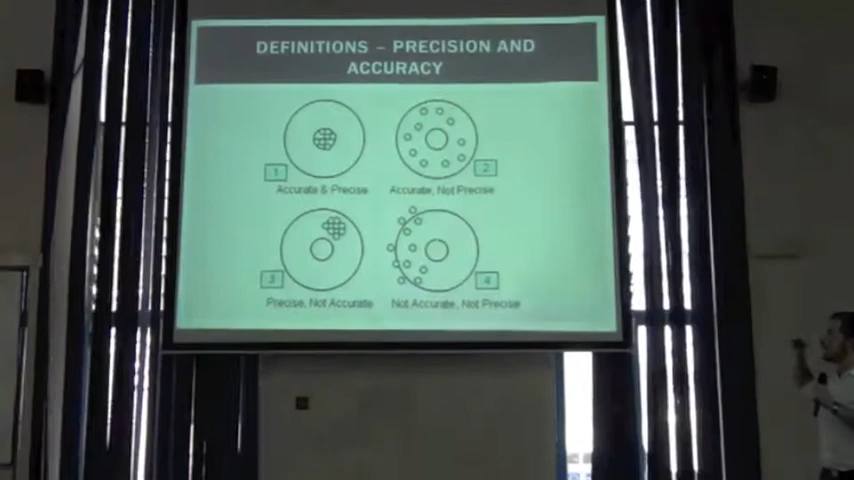 DEFINITIONS – PRECISION AND
ACCURACY
1
2
Accurate & Precise
Accurate, Not Precise
3
4
Precise, Not Accurate
Not Accurate, Not Precise